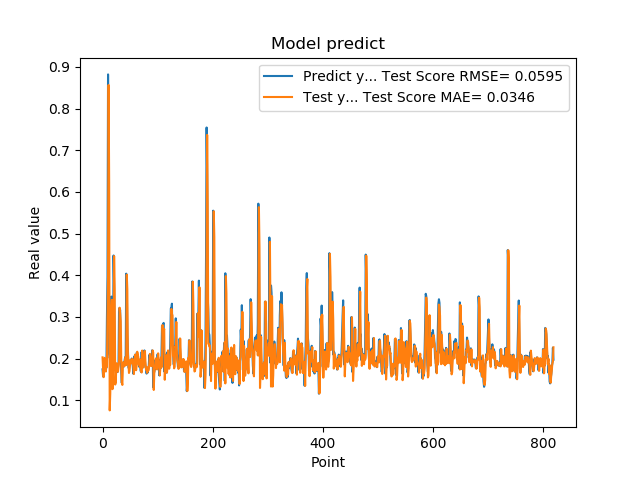 Model predict
Predict y... Test Score RMSE= 0.0595
Test y... Test Score MAE= 0.0346
Real value
0.9
0.8
0.7
0.6
0.5
0.4
0.3
0.2
0.1
0 200 400 600 800
Point